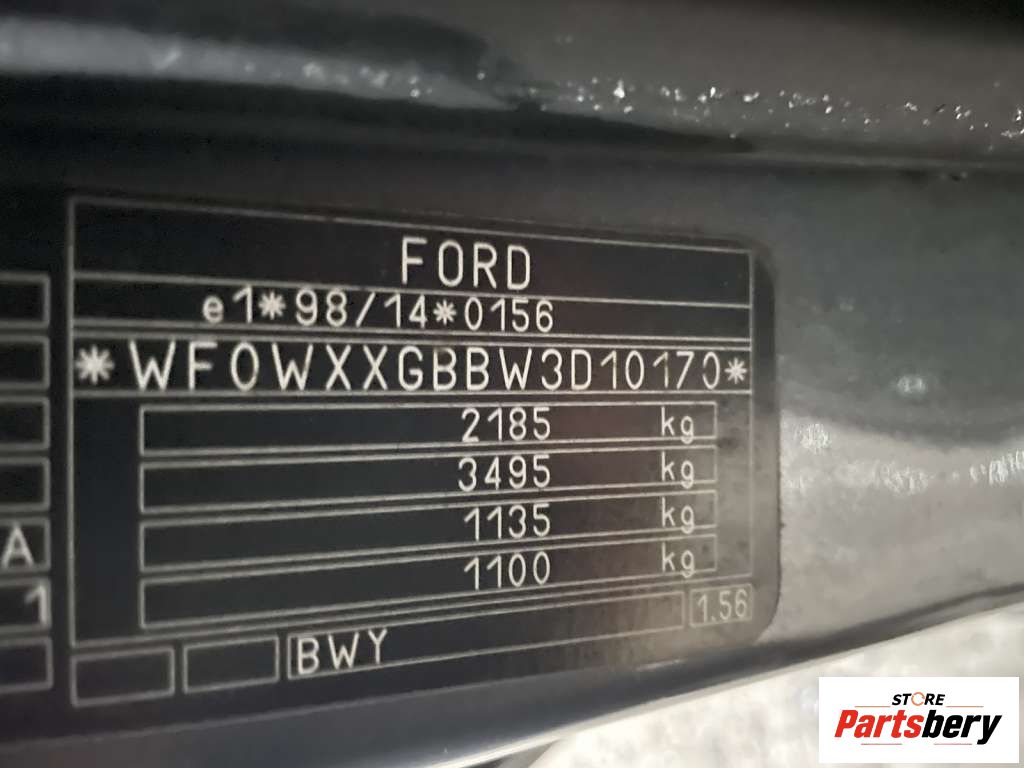 FORD
e1*98/14*0156
*WF0WXXGBBW3D10170*
2185 kg
3495 kg
1135 kg
1100 kg
A
1
BWY
1.56
STORE
Partsbery